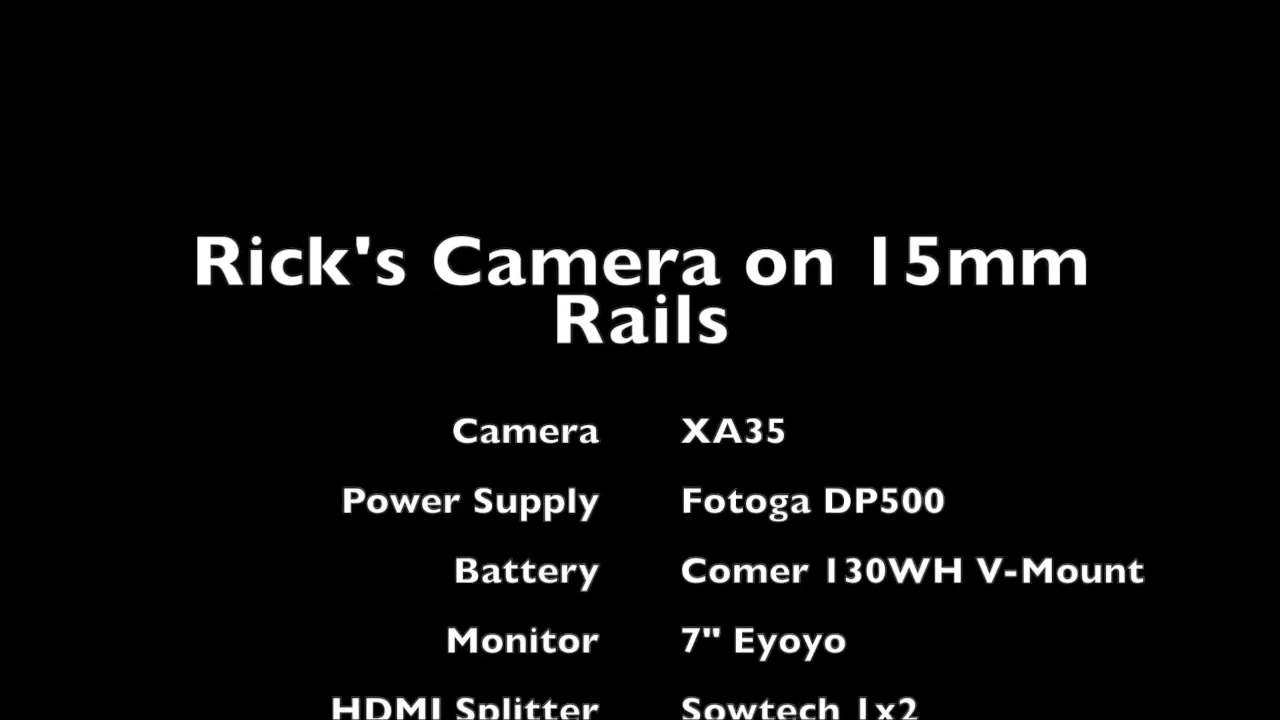 Rick's Camera on 15mm
Rails
Camera XA35
Power Supply Fotoga DP500
Battery Comer 130WH V-Mount
Monitor 7" Eyoyo
HDMI Splitter Sowtech 1x2